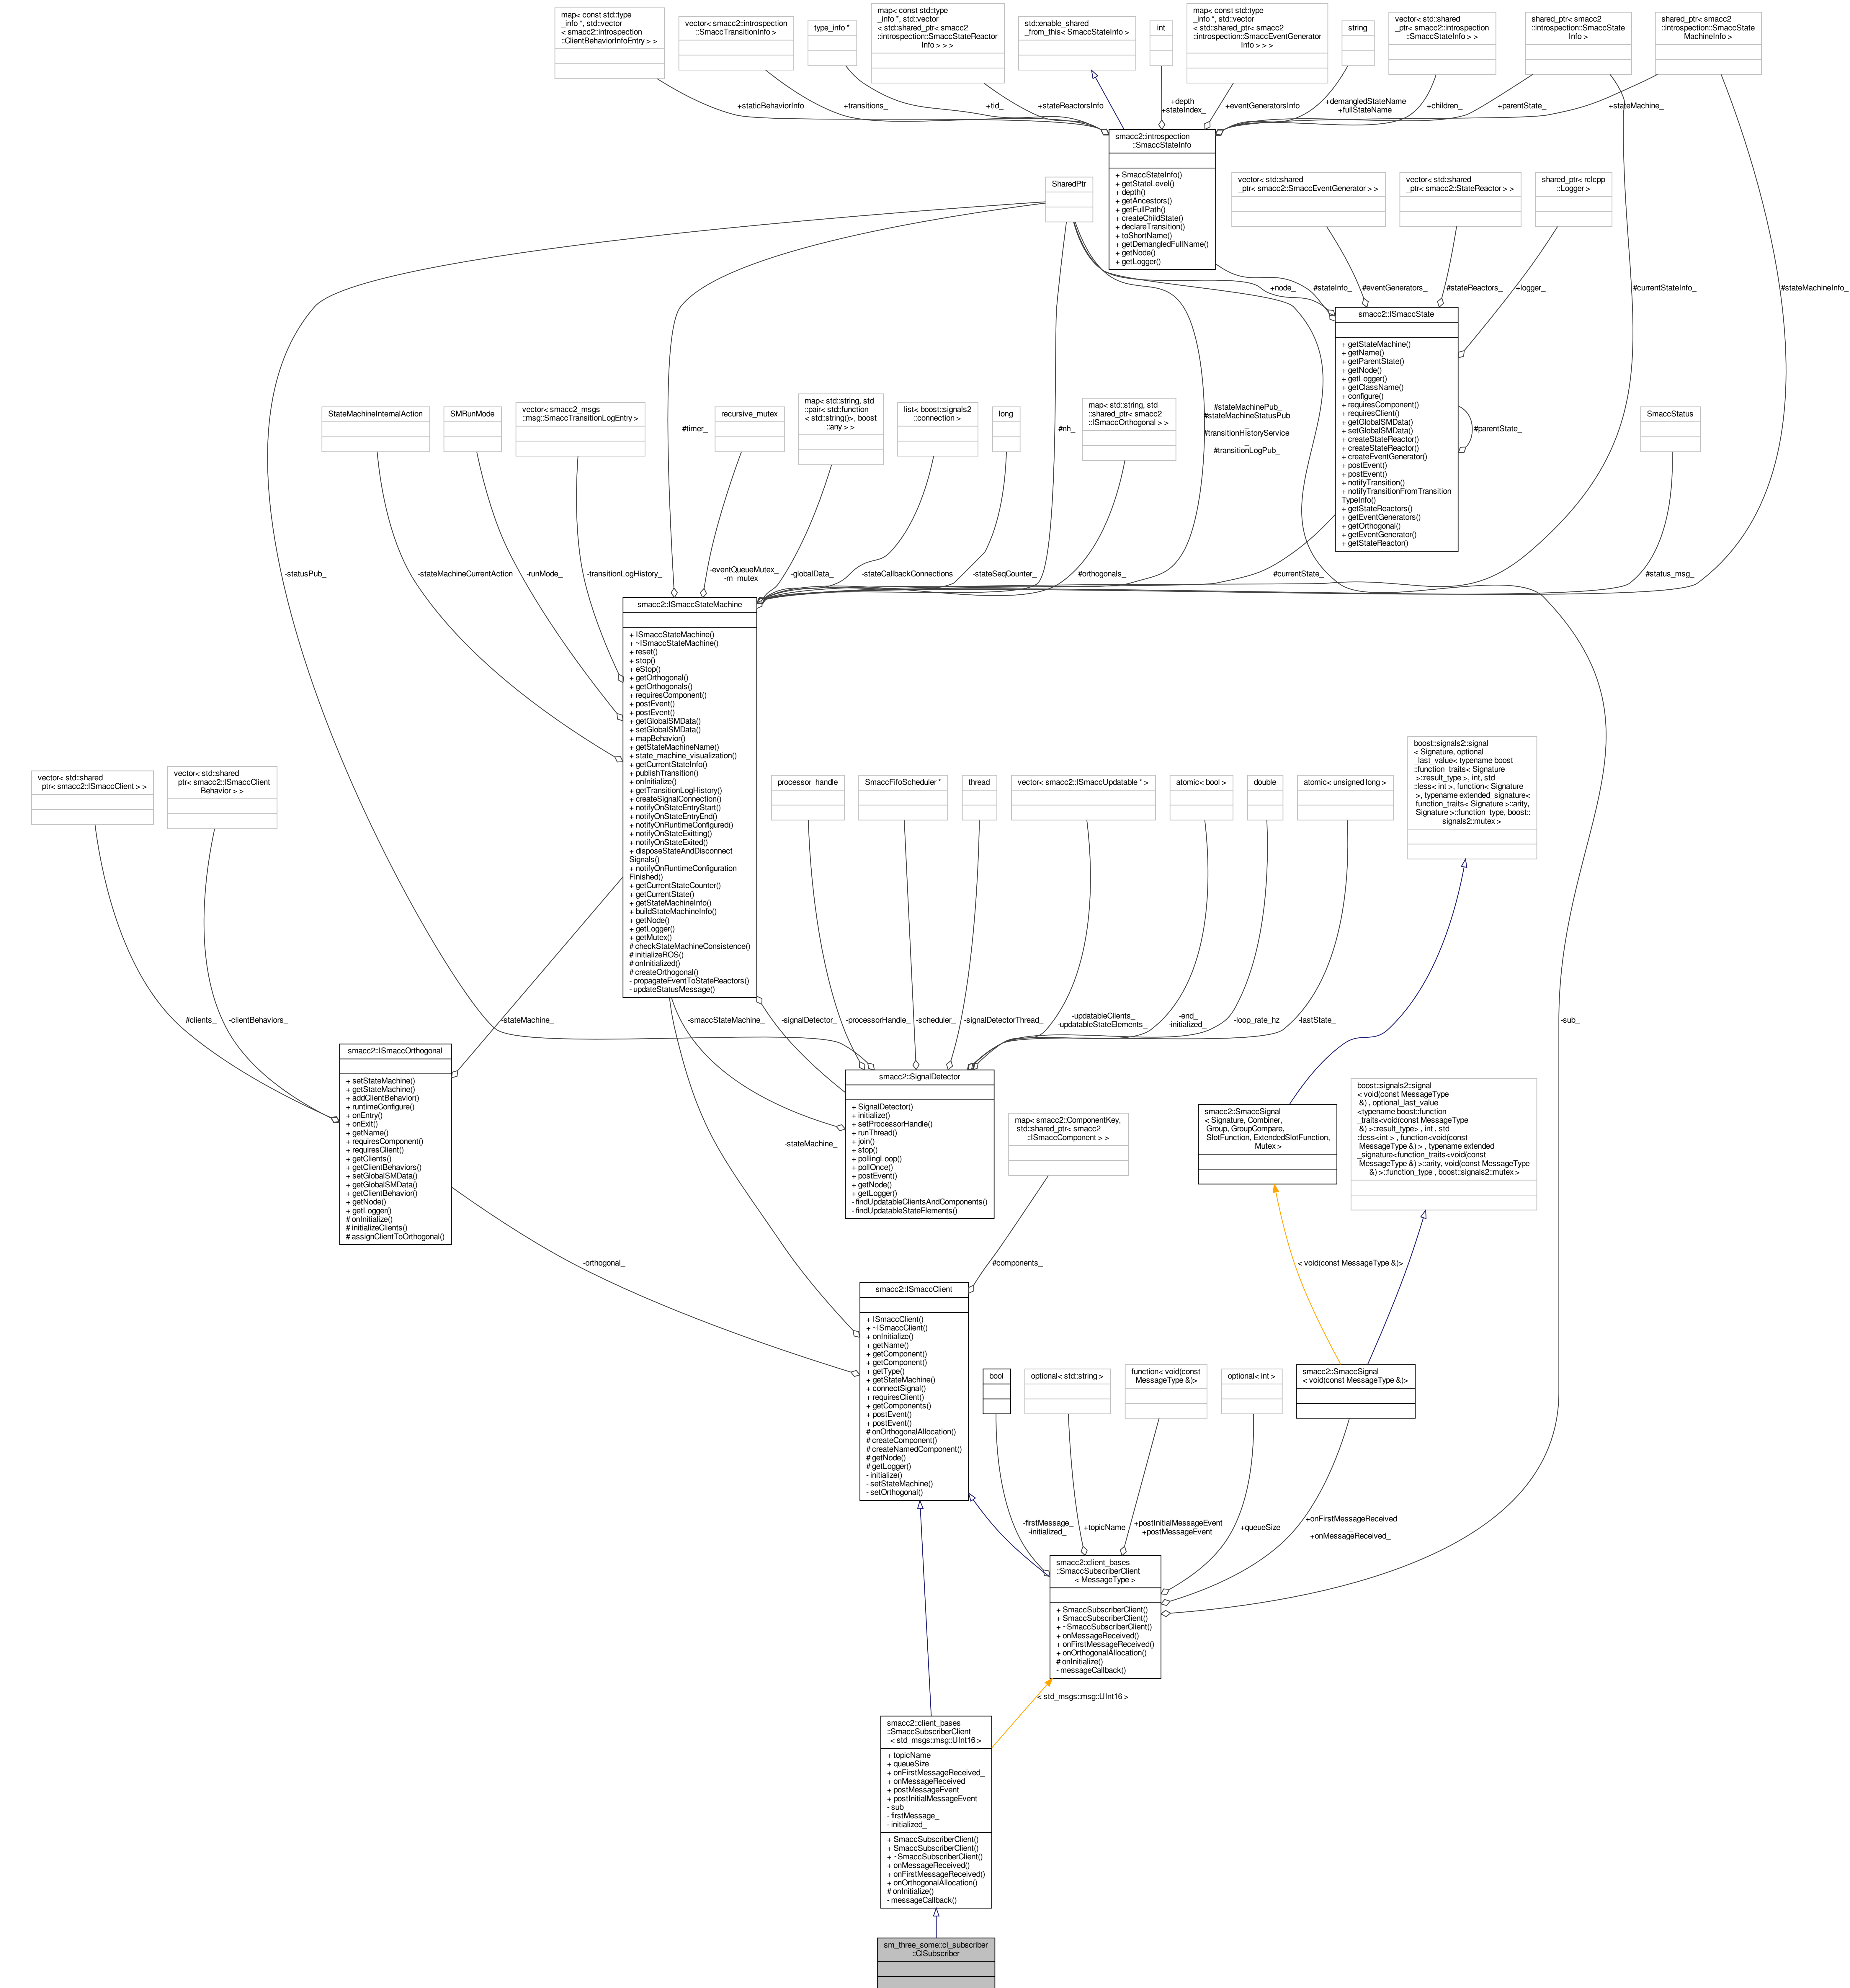 map< const std::type
_info *, std::vector
< smacc2::introspection
::ClientBehaviorInfoEntry > >
vector< smacc2::introspection
::SmaccTransitionInfo >
type_info *
map< const std::type
_info *, std::vector
< std::shared_ptr< smacc2
::introspection::SmaccStateReactor
Info > > >
std::enable_shared
_from_this< SmaccStateInfo >
int
map< const std::type
_info *, std::vector
< std::shared_ptr< smacc2
::introspection::SmaccEventGenerator
Info > > >
string
vector< std::shared
_ptr< smacc2::introspection
::SmaccStateInfo > >
shared_ptr< smacc2
::introspection::SmaccState
Info >
shared_ptr< smacc2
::introspection::SmaccState
MachineInfo >
+staticBehaviorInfo
+transitions_
+tid_
+stateReactorsInfo
+depth_
+stateIndex_
+eventGeneratorsInfo
+demangledStateName
+fullStateName
+children_
+parentState_
+stateMachine_
smacc2::introspection
::SmaccStateInfo
+ SmaccStateInfo()
+ getStateLevel()
+ depth()
+ getAncestors()
+ getFullPath()
+ createChildState()
+ declareTransition()
+ toShortName()
+ getDemangledFullName()
+ getNode()
+ getLogger()
SharedPtr
vector< std::shared
_ptr< smacc2::SmaccEventGenerator > >
vector< std::shared
_ptr< smacc2::StateReactor > >
shared_ptr< rclcpp
::Logger >
+node_
#stateInfo_
#eventGenerators_
#stateReactors_
+logger_
#currentStateInfo_
#stateMachineInfo_
smacc2::ISmaccState
+ getStateMachine()
+ getName()
+ getParentState()
+ getNode()
+ getLogger()
+ getClassName()
+ configure()
+ requiresComponent()
+ requiresClient()
+ getGlobalSMData()
+ setGlobalSMData()
+ createStateReactor()
+ createStateReactor()
+ createEventGenerator()
+ postEvent()
+ postEvent()
+ notifyTransition()
+ notifyTransitionFromTransition
TypeInfo()
+ getStateReactors()
+ getEventGenerators()
+ getOrthogonal()
+ getEventGenerator()
+ getStateReactor()
#parentState_
StateMachineInternalAction
SMRunMode
vector< smacc2_msgs
::msg::SmaccTransitionLogEntry >
#timer_
recursive_mutex
map< std::string, std
::pair< std::function
< std::string()>, boost
::any > >
list< boost::signals2
::connection >
long
#nh_
map< std::string, std
::shared_ptr< smacc2
::ISmaccOrthogonal > >
#stateMachinePub_
#stateMachineStatusPub
_
#transitionHistoryService
_
#transitionLogPub_
SmaccStatus
-statusPub_
-stateMachineCurrentAction
-runMode_
-transitionLogHistory_
-eventQueueMutex_
-m_mutex_
-globalData_
-stateCallbackConnections
-stateSeqCounter_
#orthogonals_
#currentState_
#status_msg_
smacc2::ISmaccStateMachine
+ ISmaccStateMachine()
+ ~ISmaccStateMachine()
+ reset()
+ stop()
+ eStop()
+ getOrthogonal()
+ getOrthogonals()
+ requiresComponent()
+ postEvent()
+ postEvent()
+ getGlobalSMData()
+ setGlobalSMData()
+ mapBehavior()
+ getStateMachineName()
+ state_machine_visualization()
+ getCurrentStateInfo()
+ publishTransition()
+ onInitialize()
+ getTransitionLogHistory()
+ createSignalConnection()
+ notifyOnStateEntryStart()
+ notifyOnStateEntryEnd()
+ notifyOnRuntimeConfigured()
+ notifyOnStateExitting()
+ notifyOnStateExited()
+ disposeStateAndDisconnect
Signals()
+ notifyOnRuntimeConfiguration
Finished()
+ getCurrentStateCounter()
+ getCurrentState()
+ getStateMachineInfo()
+ buildStateMachineInfo()
+ getNode()
+ getLogger()
+ getMutex()
# checkStateMachineConsistence()
# initializeROS()
# onInitialized()
# createOrthogonal()
- propagateEventToStateReactors()
- updateStatusMessage()
vector< std::shared
_ptr< smacc2::ISmaccClient > >
vector< std::shared
_ptr< smacc2::ISmaccClient
Behavior > >
processor_handle
SmaccFifoScheduler *
thread
vector< smacc2::ISmaccUpdatable * >
atomic< bool >
double
atomic< unsigned long >
boost::signals2::signal
< Signature, optional
_last_value< typename boost
::function_traits< Signature
>::result_type >, int, std
::less< int >, function< Signature
>, typename extended_signature<
function_traits< Signature >::arity,
Signature >::function_type, boost::
signals2::mutex >
#clients_
-clientBehaviors_
-stateMachine_
-smaccStateMachine_
-signalDetector_
-processorHandle_
-scheduler_
-signalDetectorThread_
-updatableClients_
-updatableStateElements_
-end_
-initialized_
-loop_rate_hz
-lastState_
-sub_
smacc2::ISmaccOrthogonal
+ setStateMachine()
+ getStateMachine()
+ addClientBehavior()
+ runtimeConfigure()
+ onEntry()
+ onExit()
+ getName()
+ requiresComponent()
+ requiresClient()
+ getClients()
+ getClientBehaviors()
+ setGlobalSMData()
+ getGlobalSMData()
+ getClientBehavior()
+ getNode()
+ getLogger()
# onInitialize()
# initializeClients()
# assignClientToOrthogonal()
smacc2::SignalDetector
+ SignalDetector()
+ initialize()
+ setProcessorHandle()
+ runThread()
+ join()
+ stop()
+ pollingLoop()
+ pollOnce()
+ postEvent()
+ getNode()
+ getLogger()
- findUpdatableClientsAndComponents()
- findUpdatableStateElements()
-stateMachine_
map< smacc2::ComponentKey,
std::shared_ptr< smacc2
::ISmaccComponent > >
smacc2::SmaccSignal
< Signature, Combiner,
Group, GroupCompare,
SlotFunction, ExtendedSlotFunction,
Mutex >
boost::signals2::signal
< void(const MessageType
&) , optional_last_value
<typename boost::function
_traits<void(const MessageType
&) >::result_type> , int , std
::less<int > , function<void(const
MessageType &) > , typename extended
_signature<function_traits<void(const
MessageType &) >::arity, void(const MessageType
&) >::function_type , boost::signals2::mutex >
-orthogonal_
#components_
< void(const MessageType &)>
smacc2::ISmaccClient
+ ISmaccClient()
+ ~ISmaccClient()
+ onInitialize()
+ getName()
+ getComponent()
+ getComponent()
+ getType()
+ getStateMachine()
+ connectSignal()
+ requiresClient()
+ getComponents()
+ postEvent()
+ postEvent()
# onOrthogonalAllocation()
# createComponent()
# createNamedComponent()
# getNode()
# getLogger()
- initialize()
- setStateMachine()
- setOrthogonal()
bool
optional< std::string >
function< void(const
MessageType &)>
optional< int >
smacc2::SmaccSignal
< void(const MessageType &)>
-firstMessage_
-initialized_
+topicName
+postInitialMessageEvent
+postMessageEvent
+queueSize
+onFirstMessageReceived
_
+onMessageReceived_
smacc2::client_bases
::SmaccSubscriberClient
< MessageType >
+ SmaccSubscriberClient()
+ SmaccSubscriberClient()
+ ~SmaccSubscriberClient()
+ onMessageReceived()
+ onFirstMessageReceived()
+ onOrthogonalAllocation()
# onInitialize()
- messageCallback()
< std_msgs::msg::UInt16 >
smacc2::client_bases
::SmaccSubscriberClient
< std_msgs::msg::UInt16 >
+ topicName
+ queueSize
+ onFirstMessageReceived_
+ onMessageReceived_
+ postMessageEvent
+ postInitialMessageEvent
- sub_
- firstMessage_
- initialized_
+ SmaccSubscriberClient()
+ SmaccSubscriberClient()
+ ~SmaccSubscriberClient()
+ onMessageReceived()
+ onFirstMessageReceived()
+ onOrthogonalAllocation()
# onInitialize()
- messageCallback()
sm_three_some::cl_subscriber
::ClSubscriber